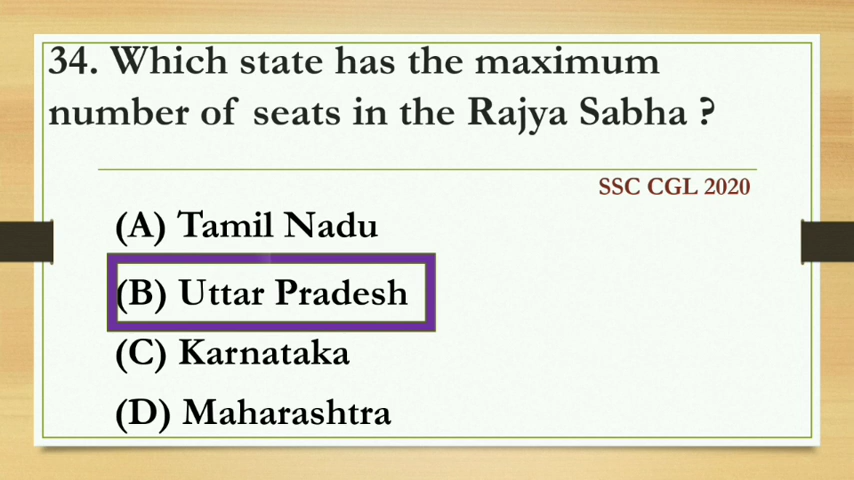 34. Which state has the maximum
number of seats in the Rajya Sabha ?
SSC CGL 2020
(A) Tamil Nadu
(B) Uttar Pradesh
(C) Karnataka
(D) Maharashtra